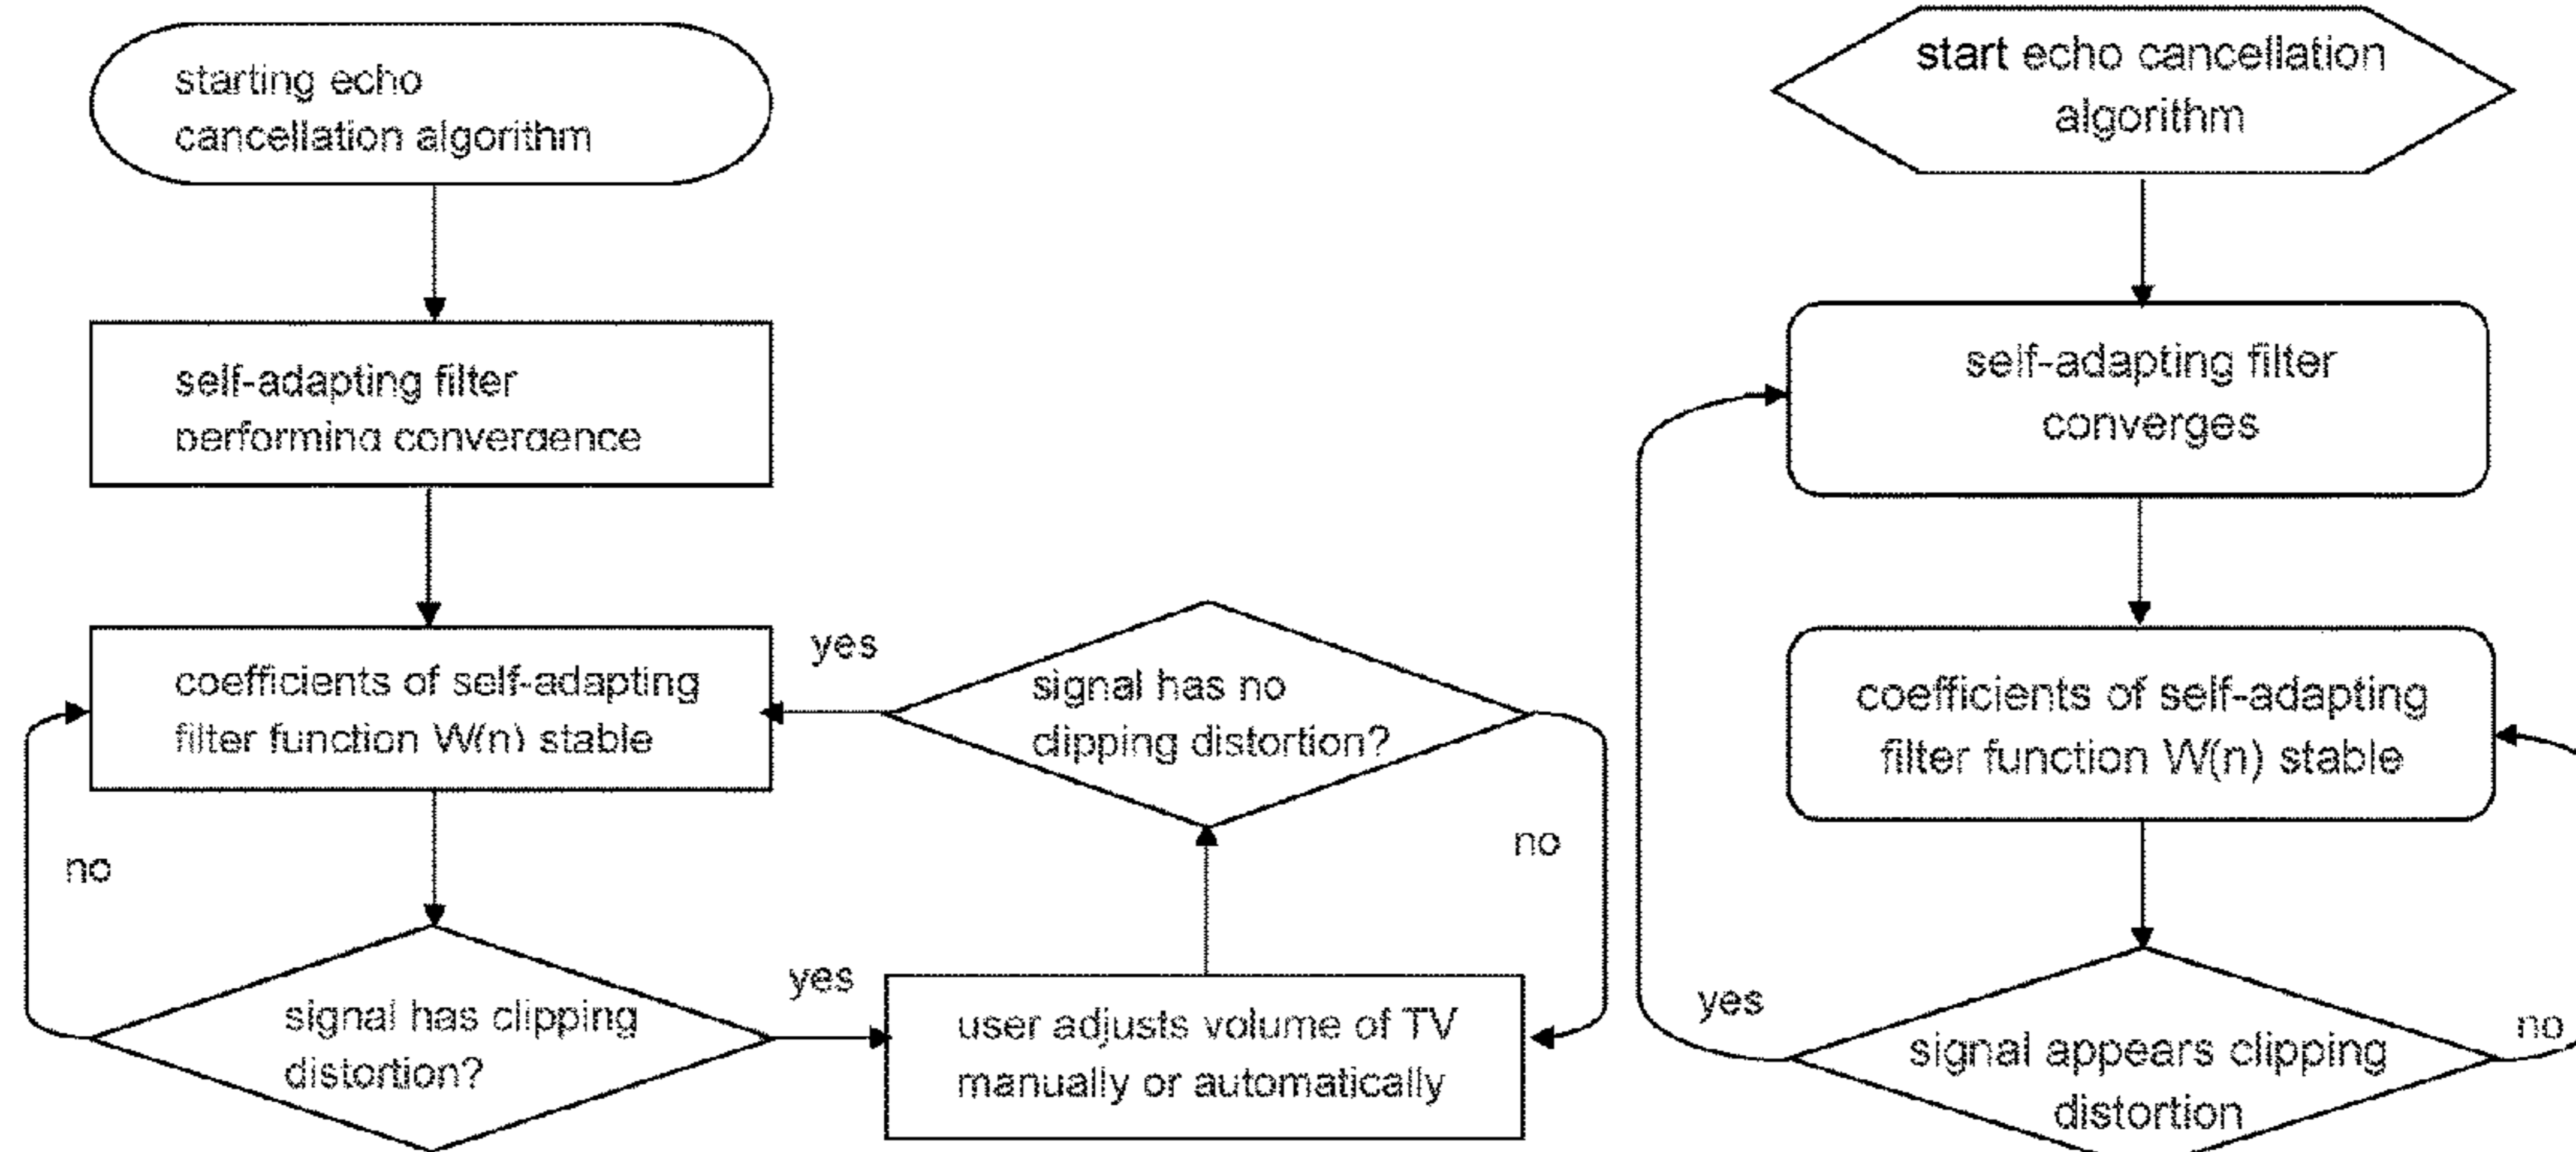 starting echo
cancellation algorithm
self-adapting filter
performing convergence
coefficients of self-adapting
filter function W(n) stable
yes
signal has no
clipping distortion?
no
no
signal has clipping
distortion?
yes
user adjusts volume of TV
manually or automatically
start echo cancellation
algorithm
self-adapting filter
converges
coefficients of self-adapting
filter function W(n) stable
yes
signal appears clipping
distortion
no